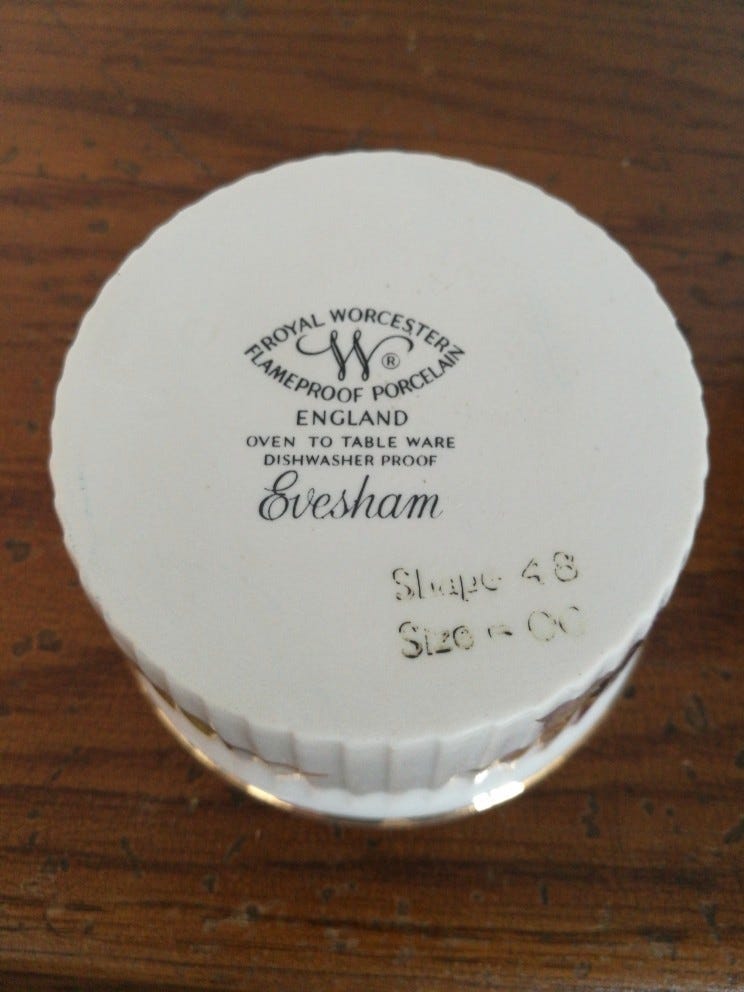 ROYAL WORCESTER
W®
FLAMEPROOF PORCELAIN
ENGLAND
OVEN TO TABLE WARE
DISHWASHER PROOF
Evesham
Shape 48
Size -